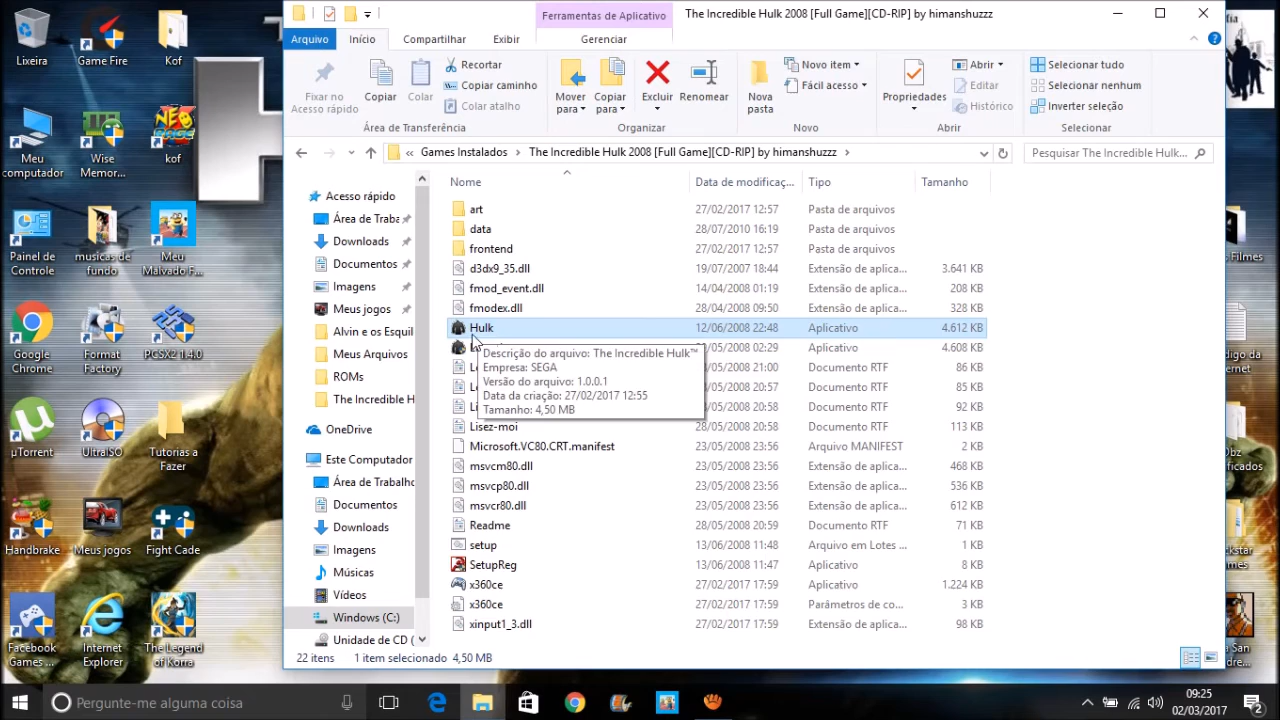 Ferramentas de Aplicativo
The Incredible Hulk 2008 [Full Game][CD-RIP] by himanshuzzz
Arquivo
Início
Compartilhar
Exibir
Gerenciar
Fixar no
Acesso rápido
Copiar
Colar
Recortar
Copiar caminho
Colar atalho
Área de Transferência
Mover
para
Copiar
para
Excluir
Renomear
Organizar
Nova
pasta
Novo item
Fácil acesso
Novo
Propriedades
Abrir
Editar
Histórico
Abrir
Selecionar tudo
Selecionar nenhum
Inverter seleção
Selecionar
« Games Instalados > The Incredible Hulk 2008 [Full Game][CD-RIP] by himanshuzzz >
Pesquisar The Incredible Hulk...
Acesso rápido
Área de Traba
Downloads
Documentos
Imagens
Meus jogos
Alvin e os Esquil
Meus Arquivos
ROMs
The Incredible H
OneDrive
Este Computador
Área de Trabalho
Documentos
Downloads
Imagens
Músicas
Vídeos
Windows (C:)
Unidade de CD (
Nome Data de modificaç... Tipo Tamanho
art 27/02/2017 12:57 Pasta de arquivos
data 28/07/2010 16:19 Pasta de arquivos
frontend 27/02/2017 12:57 Pasta de arquivos
d3dx9_35.dll 19/07/2007 18:44 Extensão de aplica... 3.641 KB
fmod_event.dll 14/04/2008 01:19 Extensão de aplica... 208 KB
fmodex.dll 28/04/2008 09:50 Extensão de aplica... 328 KB
Hulk 12/06/2008 22:48 Aplicativo 4.612 KB
02:29 Aplicativo 4.608 KB
05/2008 21:00 Documento RTF 86 KB
05/2008 20:57 Documento RTF 85 KB
05/2008 20:58 Documento RTF 92 KB
Lisez-moi 28/05/2008 20:58 Documento RTF 113 KB
Microsoft.VC80.CRT.manifest 23/05/2008 23:56 Arquivo MANIFEST 2 KB
msvcm80.dll 23/05/2008 23:56 Extensão de aplica... 468 KB
msvcp80.dll 23/05/2008 23:56 Extensão de aplica... 536 KB
msvcr80.dll 23/05/2008 23:56 Extensão de aplica... 612 KB
Readme 28/05/2008 20:59 Documento RTF 71 KB
setup 13/06/2008 11:48 Arquivo em Lotes ... 1 KB
SetupReg 13/06/2008 11:47 Aplicativo 8 KB
x360ce 27/02/2017 17:59 Aplicativo 1.224 KB
x360ce 27/02/2017 17:59 Parâmetros de co... 3 KB
xinput1_3.dll 27/02/2017 17:59 Extensão de aplica... 98 KB
Descrição do arquivo: The Incredible Hulk™
Empresa: SEGA
Versão do arquivo: 1.0.0.1
Data da criação: 27/02/2017 12:55
Tamanho: 4,50 MB
22 itens 1 item selecionado 4,50 MB
Lixeira
Game Fire
Kof
Meu
computador
Wise
Memor...
NEO
RAGE
kof
Painel de
Controle
musicas de
fundo
Meu
Malvado F...
Google
Chrome
Format
Factory
PCSX2 1.4.0
µTorrent
UltraISO
Tutorias a
Fazer
Handbrake
Meus jogos
Fight Cade
Facebook
Games ...
Internet
Explorer
The Legend
of Korra
Filmes
Dbz
Pergunte-me alguma coisa
09:25
02/03/2017
2